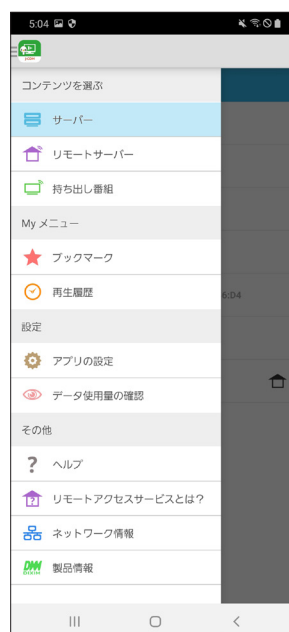 5:04
コンテンツを選ぶ
サーバー
リモートサーバー
持ち出し番組
My メニュー
ブックマーク
再生履歴
6:D4
設定
アプリの設定
データ使用量の確認
その他
? ヘルプ
リモートアクセスサービスとは？
ネットワーク情報
製品情報